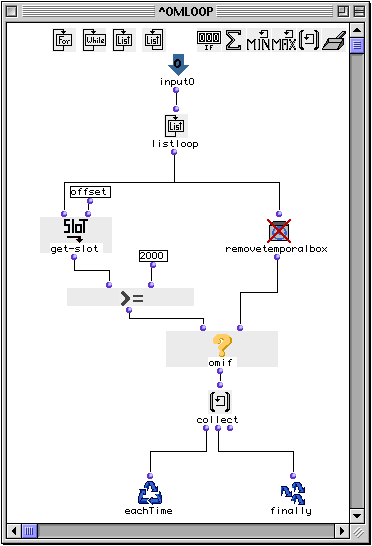 ^OMLOOP
For While List List 000 If Σ MIN MAX
0
input0
List
listloop
offset
Slot
get-slot
removetemporalbox
2000
>=
?
omif
collect
eachTime finally